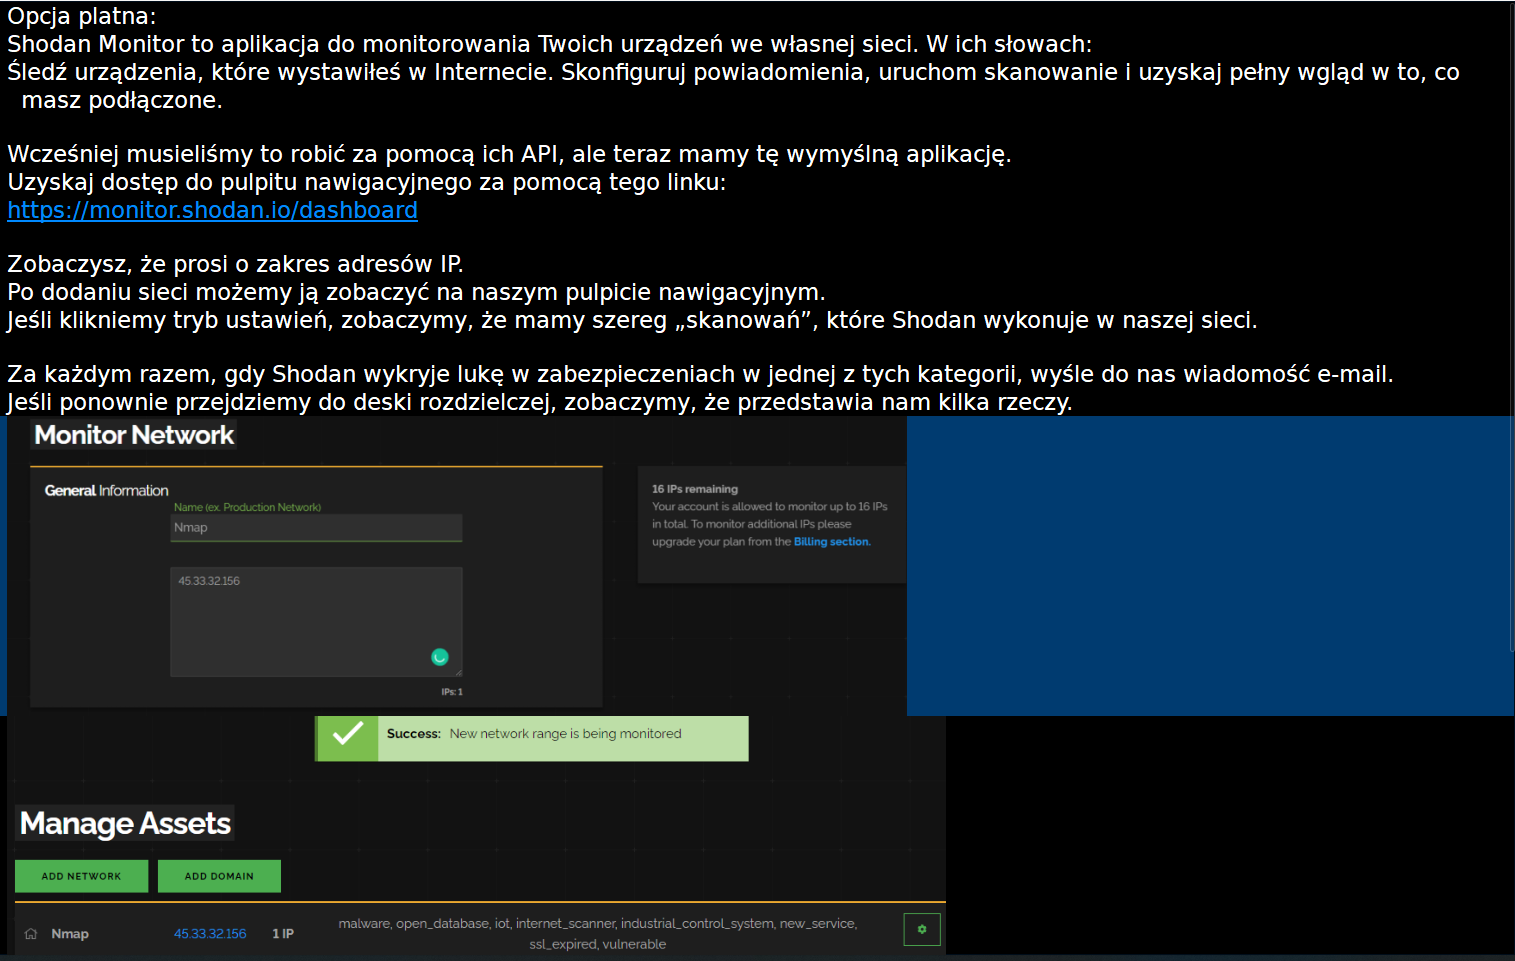 Opcja platna:
Shodan Monitor to aplikacja do monitorowania Twoich urządzeń we własnej sieci. W ich słowach:
Śledź urządzenia, które wystawiłeś w Internecie. Skonfiguruj powiadomienia, uruchom skanowanie i uzyskaj pełny wgląd w to, co
masz podłączone.
Wcześniej musieliśmy to robić za pomocą ich API, ale teraz mamy tę wymyślną aplikację.
Uzyskaj dostęp do pulpitu nawigacyjnego za pomocą tego linku:
https://monitor.shodan.io/dashboard
Zobaczysz, że prosi o zakres adresów IP.
Po dodaniu sieci możemy ją zobaczyć na naszym pulpicie nawigacyjnym.
Jeśli klikniemy tryb ustawień, zobaczymy, że mamy szereg „skanowań”, które Shodan wykonuje w naszej sieci.
Za każdym razem, gdy Shodan wykryje lukę w zabezpieczeniach w jednej z tych kategorii, wyśle do nas wiadomość e-mail.
Jeśli ponownie przejdziemy do deski rozdzielczej, zobaczymy, że przedstawia nam kilka rzeczy.
Monitor Network
General Information
Name (ex. Production Network)
Nmap
45.33.32.156
IPs: 1
16 IPs remaining
Your account is allowed to monitor up to 16 IPs
in total. To monitor additional IPs please
upgrade your plan from the Billing section.
Success: New network range is being monitored
Manage Assets
ADD NETWORK ADD DOMAIN
Nmap 45.33.32.156 1 IP malware, open_database, iot, internet_scanner, industrial_control_system, new_service,
ssl_expired, vulnerable